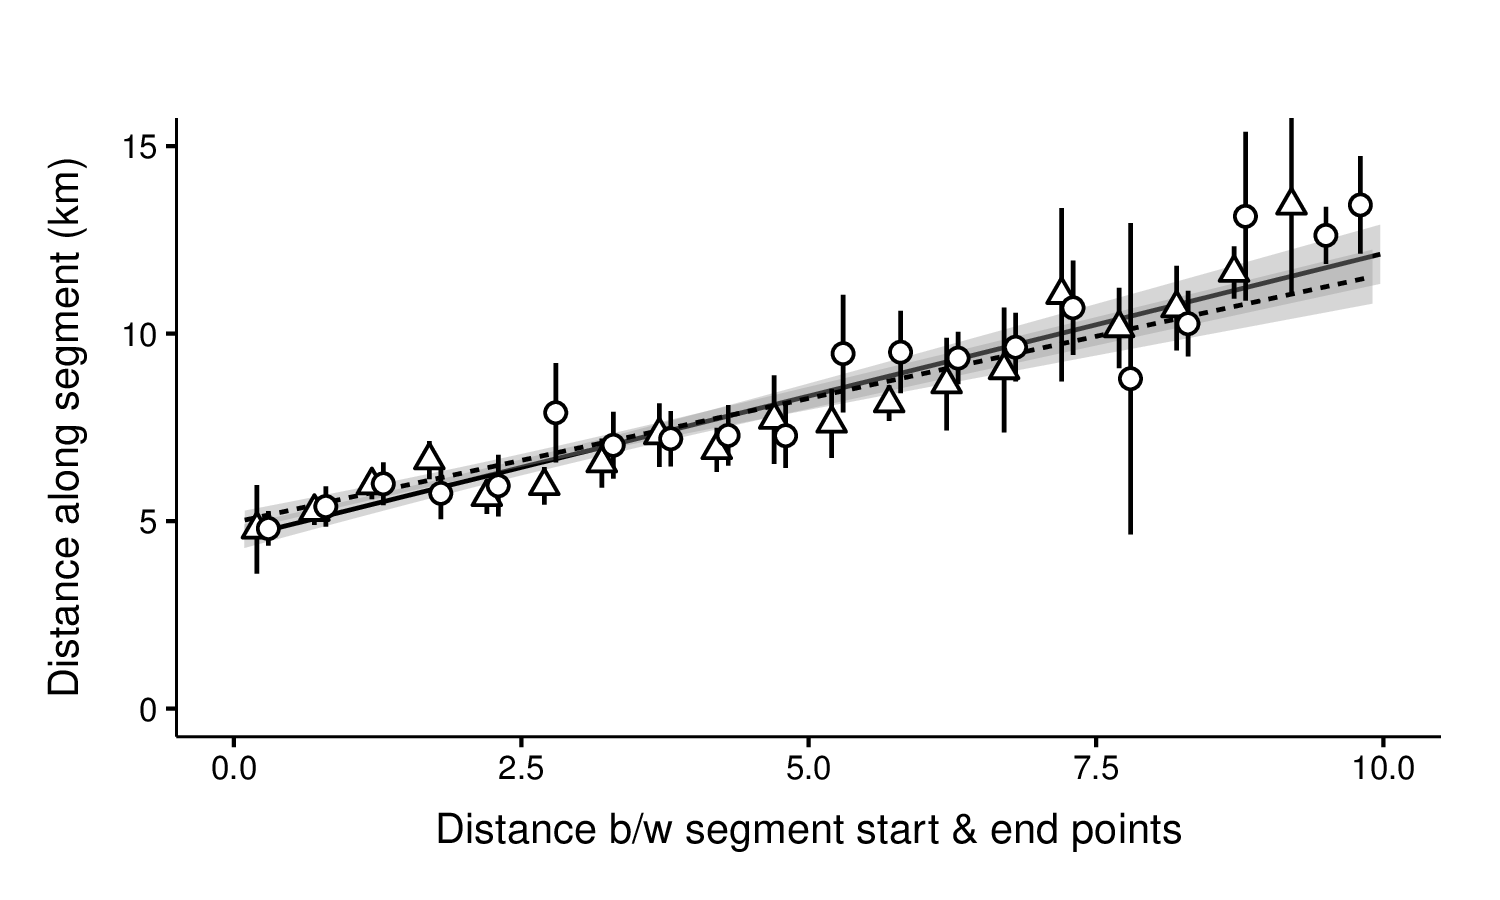 Distance along segment (km)
15
10
5
0
0.0 2.5 5.0 7.5 10.0
Distance b/w segment start & end points